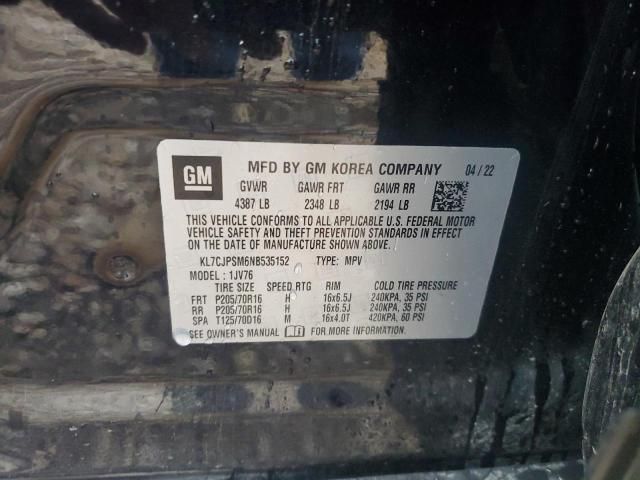 GM MFD BY GM KOREA COMPANY 04 / 22
GVWR GAWR FRT GAWR RR
4387 LB 2348 LB 2194 LB
THIS VEHICLE CONFORMS TO ALL APPLICABLE U.S. FEDERAL MOTOR
VEHICLE SAFETY AND THEFT PREVENTION STANDARDS IN EFFECT
ON THE DATE OF MANUFACTURE SHOWN ABOVE.
KL7CJPSM6NB535152 TYPE: MPV
MODEL: 1JV76
TIRE SIZE SPEED RTG RIM COLD TIRE PRESSURE
FRT P205/70R16 H 16x6.5J 240KPA, 35 PSI
RR P205/70R16 H 16x6.5J 240KPA, 35 PSI
SPA T125/70D16 M 16x4.0T 420KPA, 60 PSI
SEE OWNER'S MANUAL FOR MORE INFORMATION.